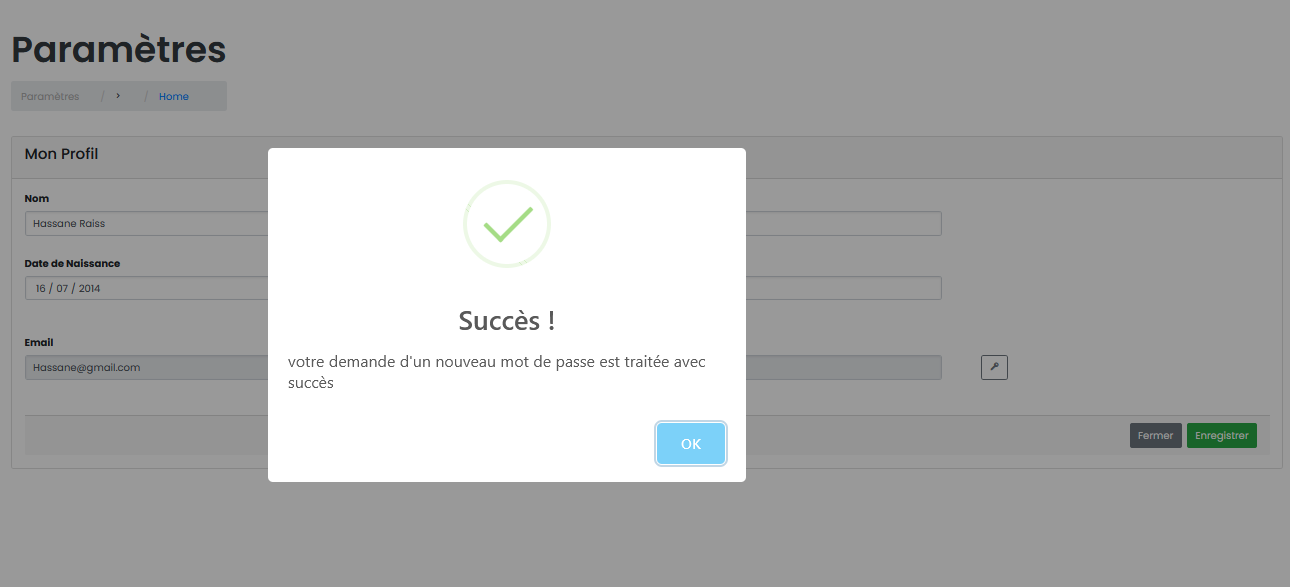 Paramètres
Paramètres / › / Home
Mon Profil
Nom
Hassane Raiss
Date de Naissance
16 / 07 / 2014
Email
Hassane@gmail.com
Succès !
votre demande d'un nouveau mot de passe est traitée avec
succès
OK
Fermer Enregistrer